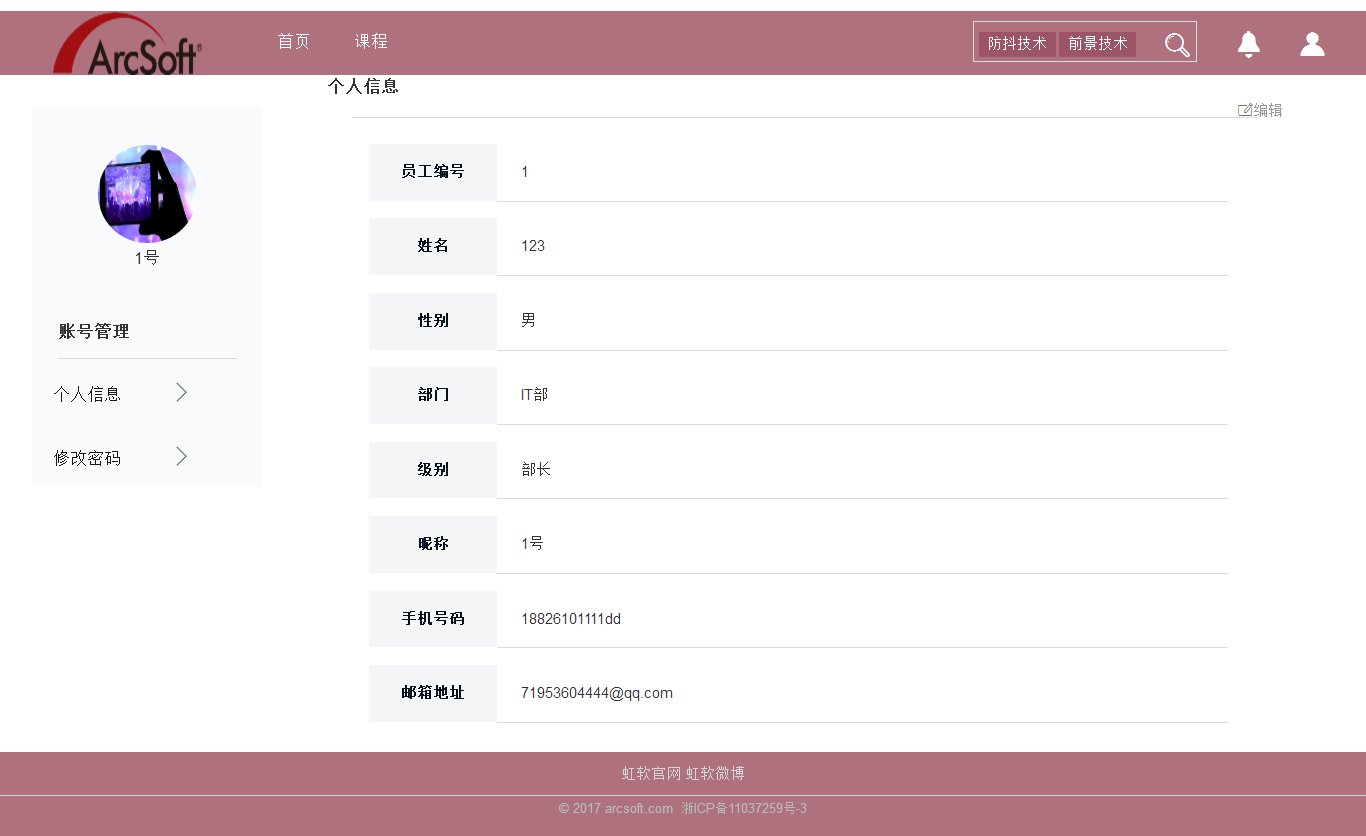 ArcSoft®
首页 课程 防抖技术 前景技术
个人信息
编辑
1号
账号管理
个人信息
修改密码
员工编号 1
姓名 123
性别 男
部门 IT部
级别 部长
昵称 1号
手机号码 18826101111dd
邮箱地址 71953604444@qq.com
虹软官网 虹软微博
© 2017 arcsoft.com 浙ICP备11037259号-3